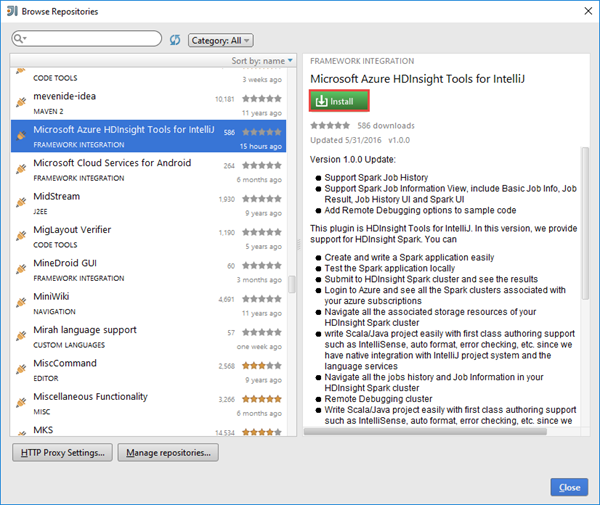 Browse Repositories
Category: All
Sort by: name
CODE TOOLS 3 weeks ago
mevenide-idea 10,181
MAVEN 2 11 years ago
Microsoft Azure HDInsight Tools for IntelliJ 586
FRAMEWORK INTEGRATION 15 hours ago
Microsoft Cloud Services for Android 264
FRAMEWORK INTEGRATION 6 months ago
MidStream 1,930
J2EE 9 years ago
MigLayout Verifier 1,190
CODE TOOLS 5 years ago
MineDroid GUI 60
FRAMEWORK INTEGRATION 3 months ago
MiniWiki 4,691
NAVIGATION 11 years ago
Mirah language support 57
CUSTOM LANGUAGES one week ago
MiscCommand 2,568
EDITOR 9 years ago
Miscellaneous Functionality 3,266
MISC 6 months ago
MKS 14,534
FRAMEWORK INTEGRATION
Microsoft Azure HDInsight Tools for IntelliJ
Install
586 downloads
Updated 5/31/2016 v1.0.0
Version 1.0.0 Update:
Support Spark Job History
Support Spark Job Information View, include Basic Job Info, Job
Result, Job History UI and Spark UI
Add Remote Debugging options to sample code
This plugin is HDInsight Tools for IntelliJ. In this version, we provide
support for HDInsight Spark. You can
Create and write a Spark application easily
Test the Spark application locally
Submit to HDInsight Spark cluster and see the results
Login to Azure and see all the Spark clusters associated with
your azure subscriptions
Navigate all the associated storage resources of your
HDInsight Spark cluster
write Scala/Java project easily with first class authoring support
such as IntelliSense, auto format, error checking, etc. since we
have native integration with IntelliJ project system and the
language services
Navigate all the jobs history and Job Information in your
HDInsight Spark cluster
Remote Debugging cluster
Write Scala/Java project easily with first class authoring support
such as IntelliSense, auto format, error checking, etc. since we
HTTP Proxy Settings...
Manage repositories...
Close